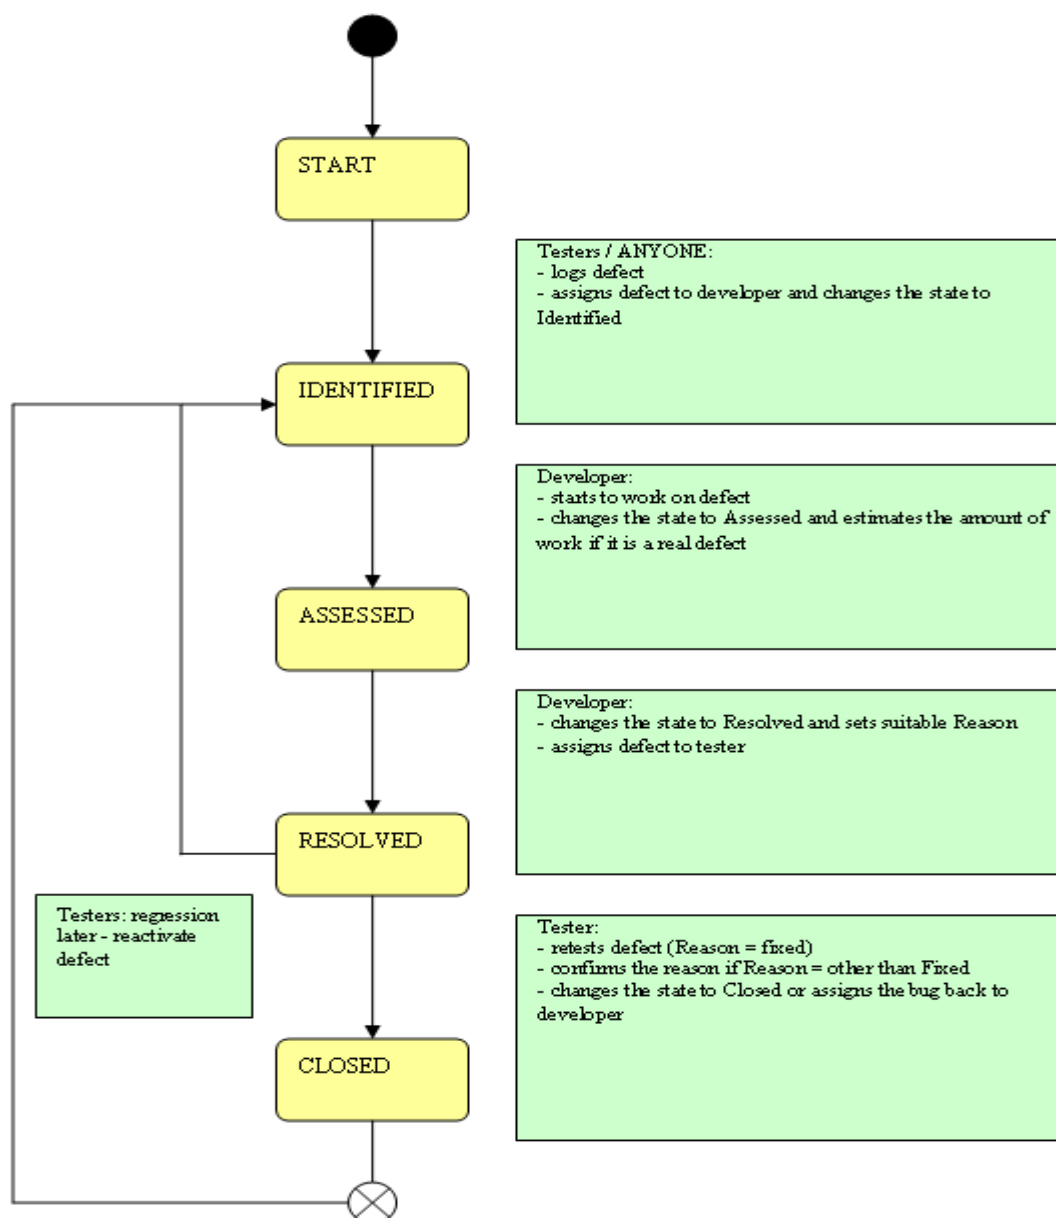 START
Testers / ANYONE:
- logs defect
- assigns defect to developer and changes the state to
Identified
IDENTIFIED
Developer:
- starts to work on defect
- changes the state to Assessed and estimates the amount of
work if it is a real defect
ASSESSED
Developer:
- changes the state to Resolved and sets suitable Reason
- assigns defect to tester
RESOLVED
Testers: regression
later - reactivate
defect
Tester:
- retests defect (Reason = fixed)
- confirms the reason if Reason = other than Fixed
- changes the state to Closed or assigns the bug back to
developer
CLOSED